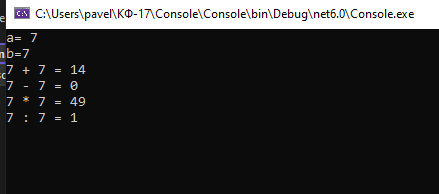 C:\Users\pavel\КФ-17\Console\Console\bin\Debug\net6.0\Console.exe
a= 7
b=7
7 + 7 = 14
7 - 7 = 0
7 * 7 = 49
7 : 7 = 1